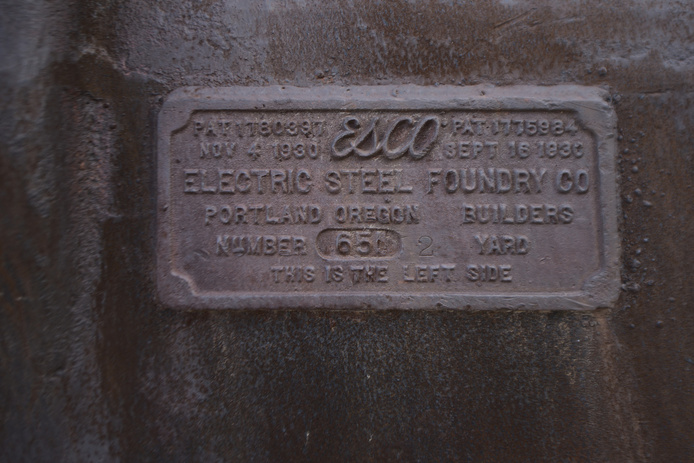 PAT 1780397 ESCO PAT 1775984
NOV 4 1930 SEPT 16 1930
ELECTRIC STEEL FOUNDRY CO
PORTLAND OREGON BUILDERS
NUMBER 2 YARD
THIS IS THE LEFT SIDE